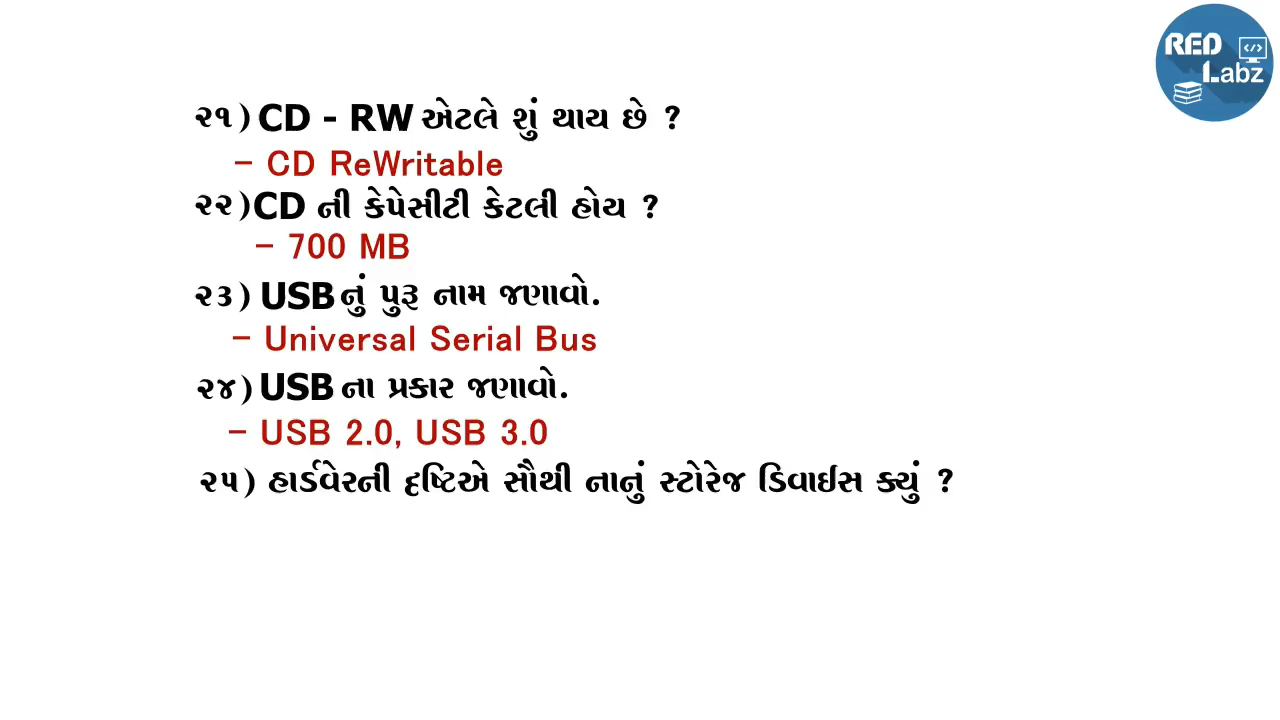 RED
Labz
૨૧) CD - RW એટલે શું થાય છે ?
- CD ReWritable
૨૨)CD ની કેપેસીટી કેટલી હોય ?
- 700 MB
૨૩) USB નું પુરૂ નામ જણાવો.
- Universal Serial Bus
૨૪) USB ના પ્રકાર જણાવો.
- USB 2.0, USB 3.0
૨૫) હાર્ડવેરની દૃષ્ટિએ સૌથી નાનું સ્ટોરેજ ડિવાઈસ ક્યું ?